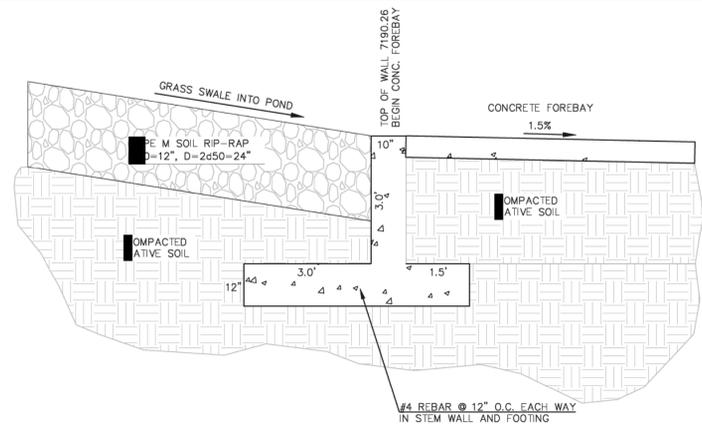 TOP OF WALL 7190.26
BEGIN CONC. FOREBAY
GRASS SWALE INTO POND
CONCRETE FOREBAY
1.5%
10"
PE M SOIL RIP-RAP
=12", D=2d50=24"
3.0'
OMPACTED
ATIVE SOIL
OMPACTED
ATIVE SOIL
3.0'
1.5'
12"
#4 REBAR @ 12" O.C. EACH WAY
IN STEM WALL AND FOOTING